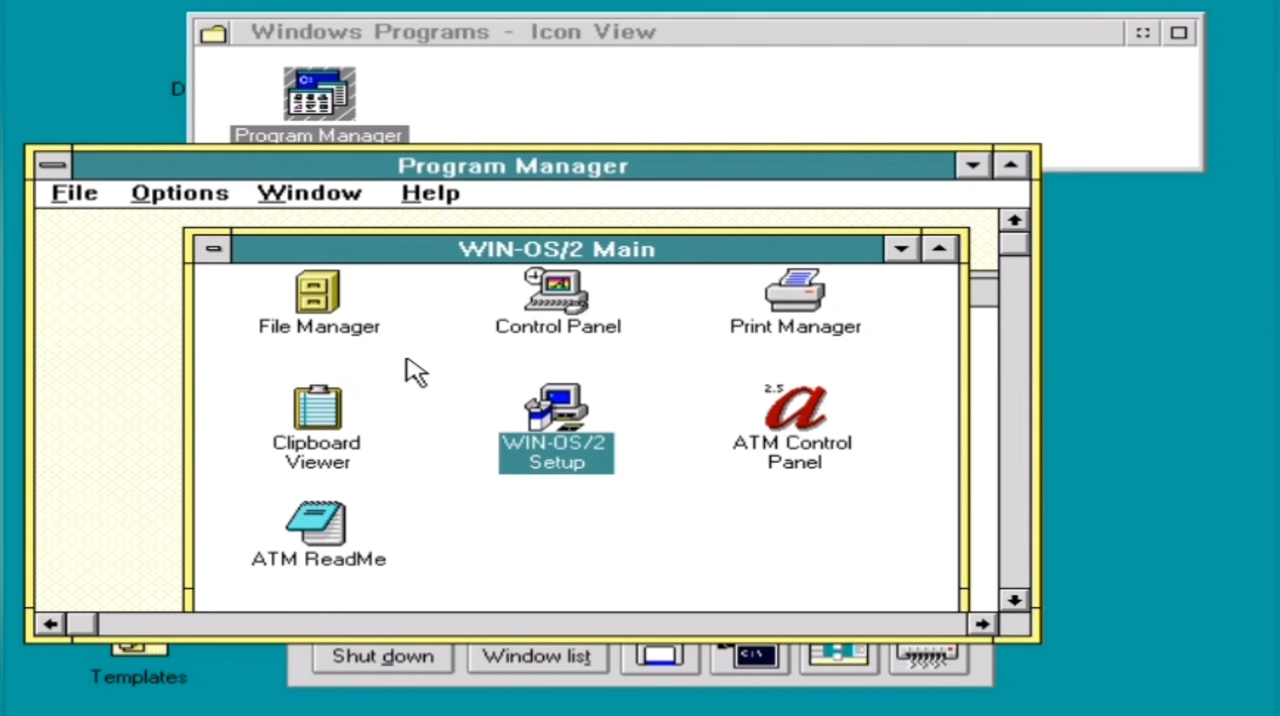 Windows Programs - Icon View
D
Program Manager
Program Manager
File Options Window Help
WIN-OS/2 Main
File Manager
Control Panel
Print Manager
2.5
a
Clipboard
Viewer
WIN-OS/2
Setup
ATM Control
Panel
ATM ReadMe
Shut down
Window list
Templates